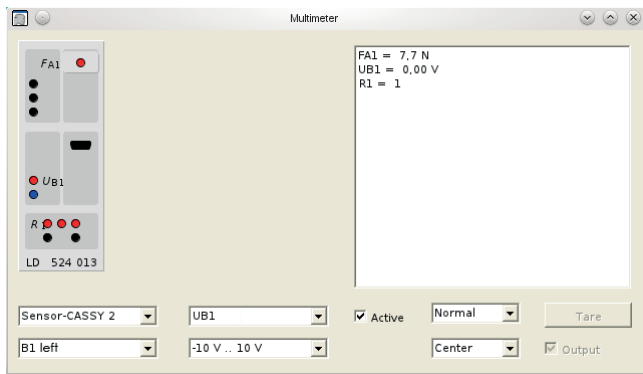 Multimeter
FA1
UB1
R 1
LD 524 013
FA1 = 7,7 N
UB1 = 0,00 V
R1 = 1
Sensor-CASSY 2
UB1
Active
Normal
Tare
B1 left
-10 V .. 10 V
Center
Output